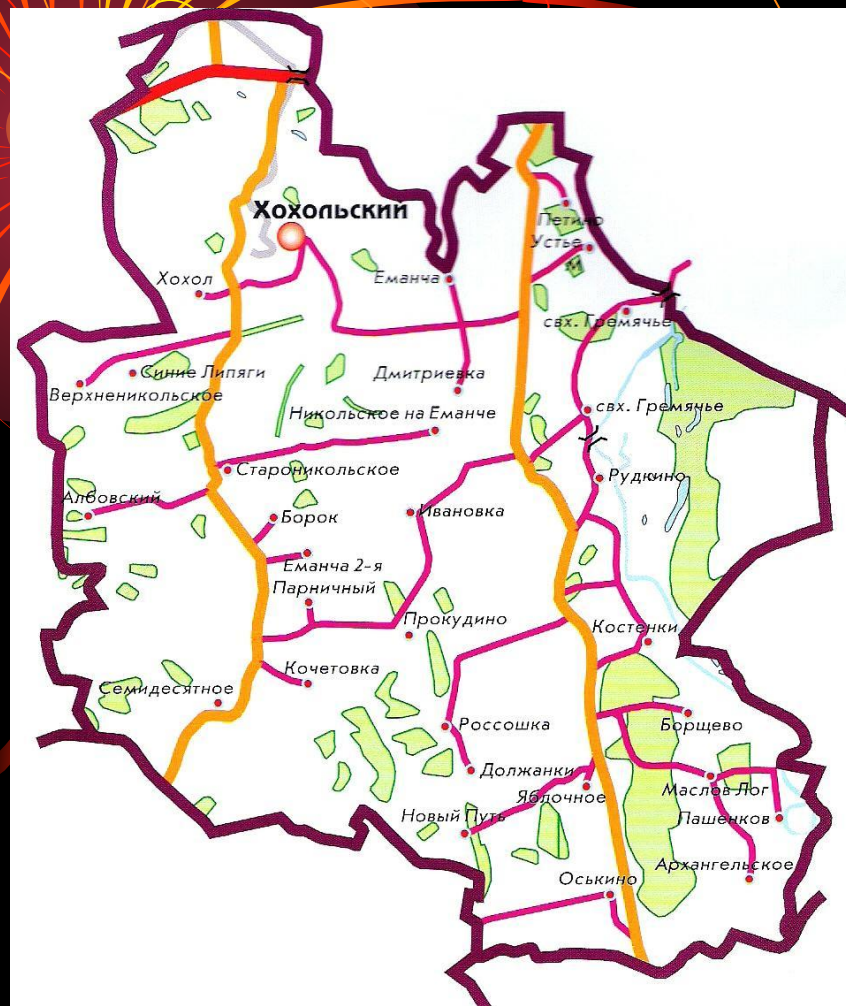 Хохольский
Петино
Устье
Хохол
Еманча
свх. Гремячье
Синие Липяги
Дмитриевка
Верхненикольское
Никольское на Еманче
свх. Гремячье
Староникольское
Рудкино
Албовский
Борок
Ивановка
Еманча 2-я
Парничный
Прокудино
Костенки
Кочетовка
Семидесятное
Россошка
Борщево
Должанки
Яблочное
Маслов Лог
Новый Путь
Пашенков
Архангельское
Оськино